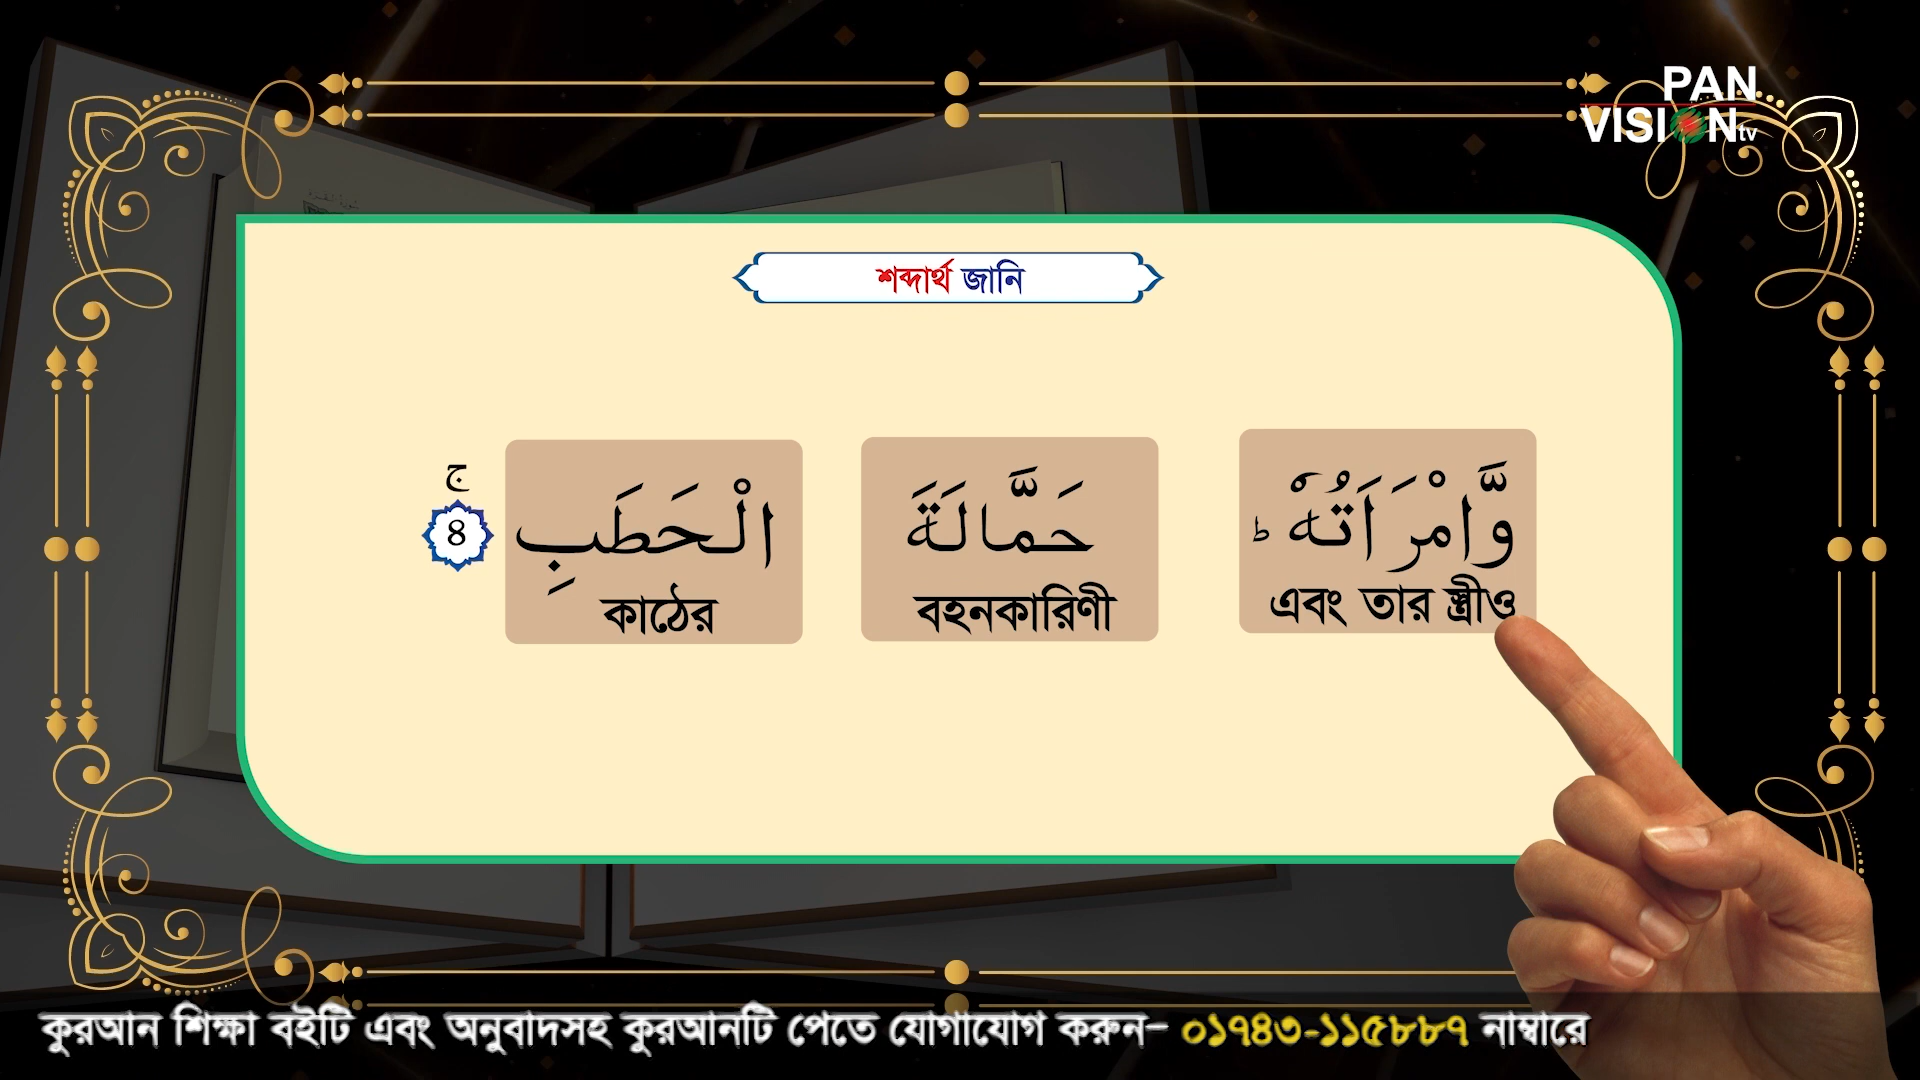 PAN
VISION tv
শব্দার্থ জানি
وَّامْرَاَتُهٗ ؕ حَمَّالَةَ الْحَطَبِ ج
এবং তার স্ত্রীও বহনকারিণী কাঠের ৪
কুরআন শিক্ষা বইটি এবং অনুবাদসহ কুরআনটি পেতে যোগাযোগ করুন- ০১৭৪৩-১১৫৮৮৭ নাম্বারে